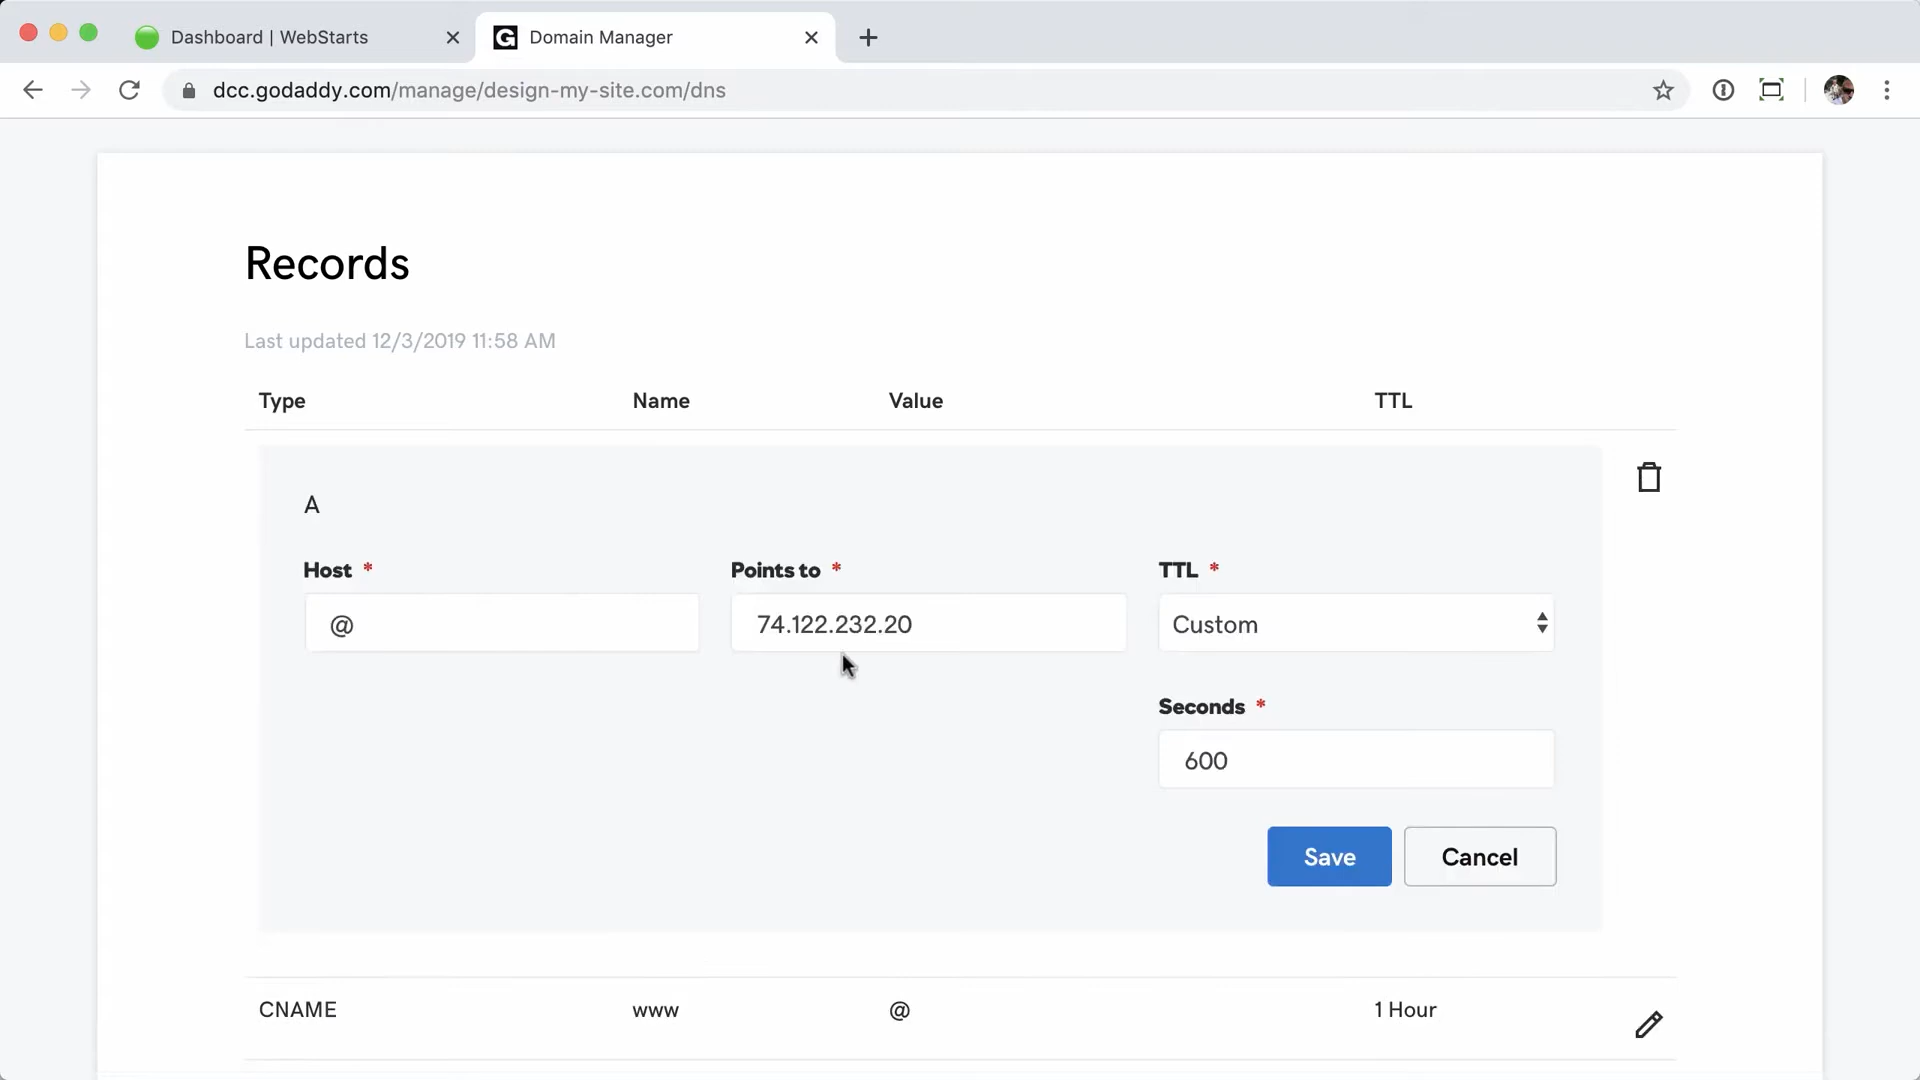 Dashboard | WebStarts
Domain Manager
dcc.godaddy.com/manage/design-my-site.com/dns
Records
Last updated 12/3/2019 11:58 AM
Type Name Value TTL
A
Host * Points to * TTL *
@ 74.122.232.20 Custom
Seconds *
600
Save Cancel
CNAME www @ 1 Hour